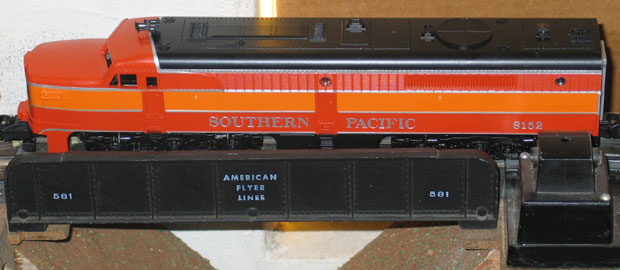 SOUTHERN PACIFIC 8152
AMERICAN
FLYER
LINES
581 581